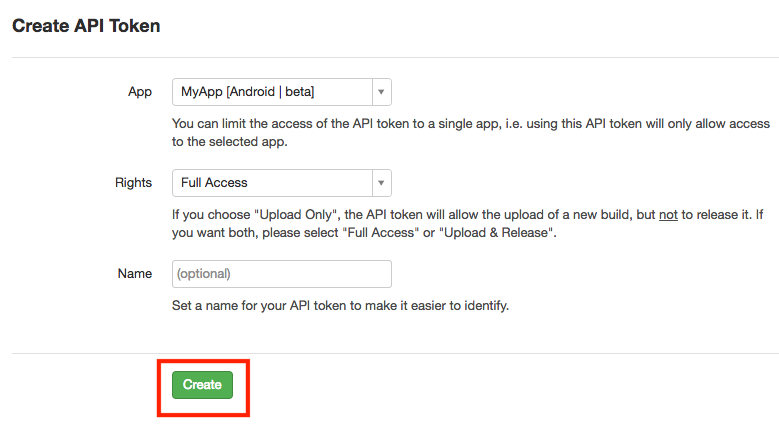 Create API Token
App
MyApp [Android | beta]
You can limit the access of the API token to a single app, i.e. using this API token will only allow access
to the selected app.
Rights
Full Access
If you choose "Upload Only", the API token will allow the upload of a new build, but not to release it. If
you want both, please select "Full Access" or "Upload & Release".
Name
(optional)
Set a name for your API token to make it easier to identify.
Create